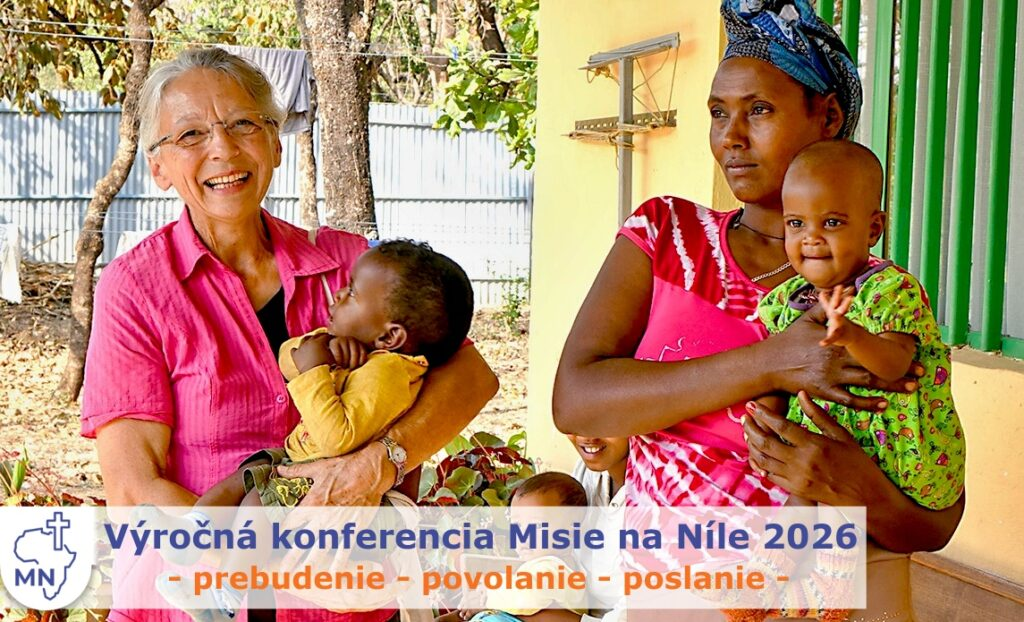 Výročná konferencia Misie na Níle 2026
- prebudenie - povolanie - poslanie -
MN